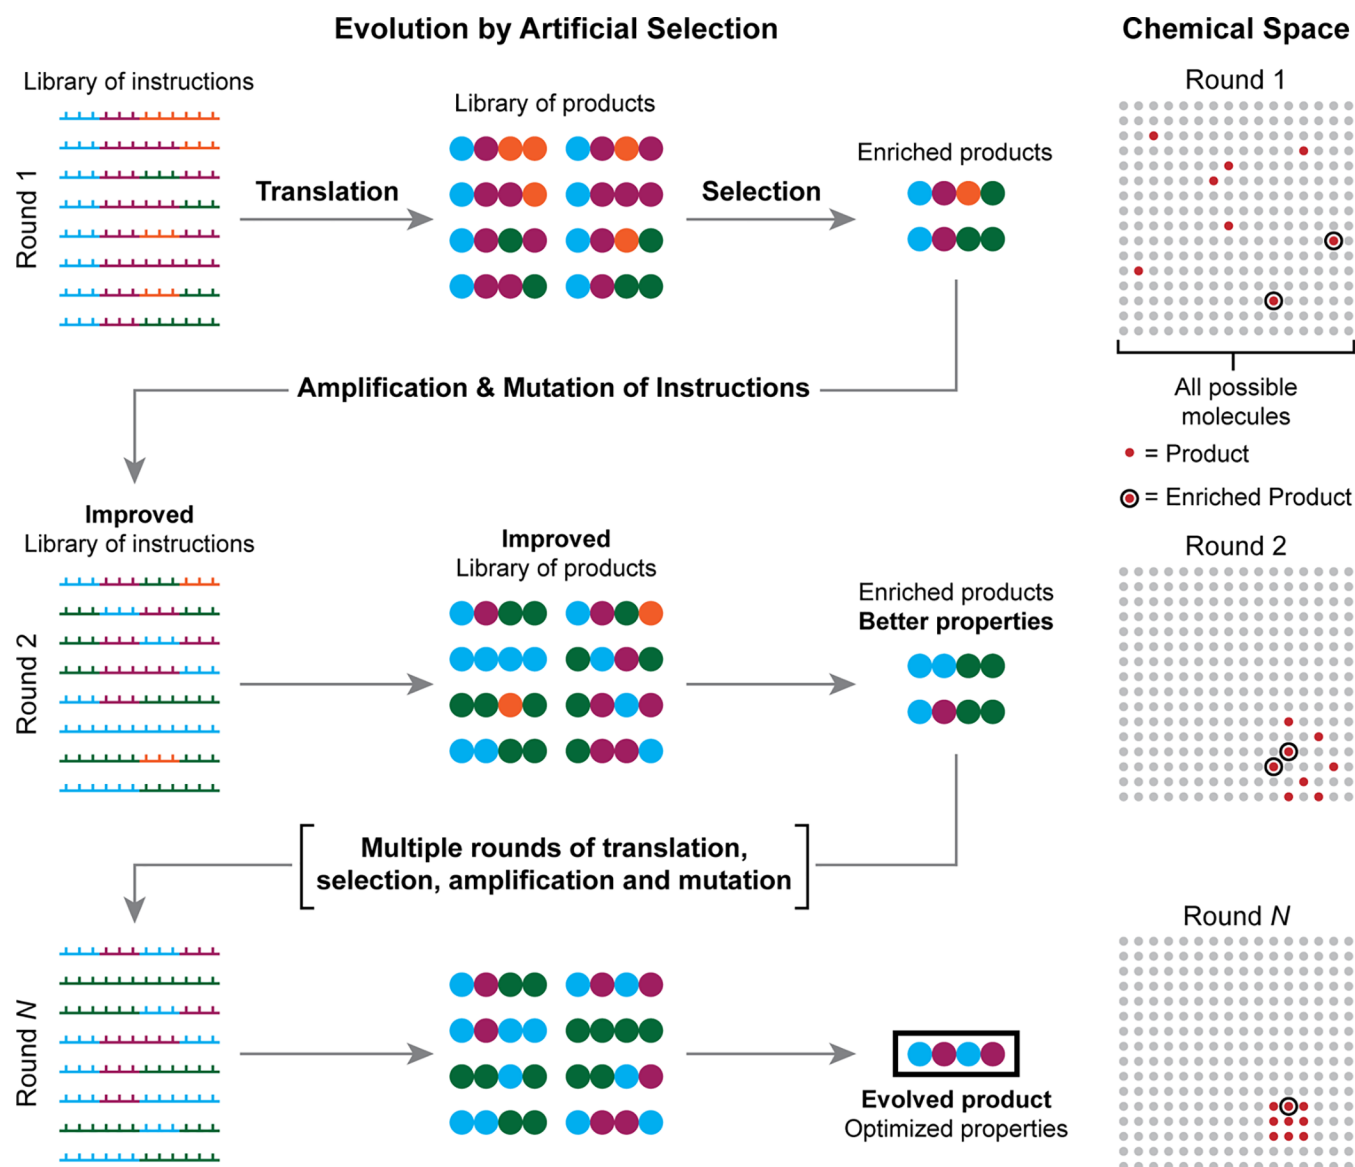 Evolution by Artificial Selection
Chemical Space
Library of instructions
Library of products
Round 1
Enriched products
Round 1
Translation
Selection
Amplification & Mutation of Instructions
All possible
molecules
= Product
= Enriched Product
Improved
Library of instructions
Improved
Library of products
Round 2
Enriched products
Better properties
Round 2
Multiple rounds of translation,
selection, amplification and mutation
Round N
Round N
Evolved product
Optimized properties